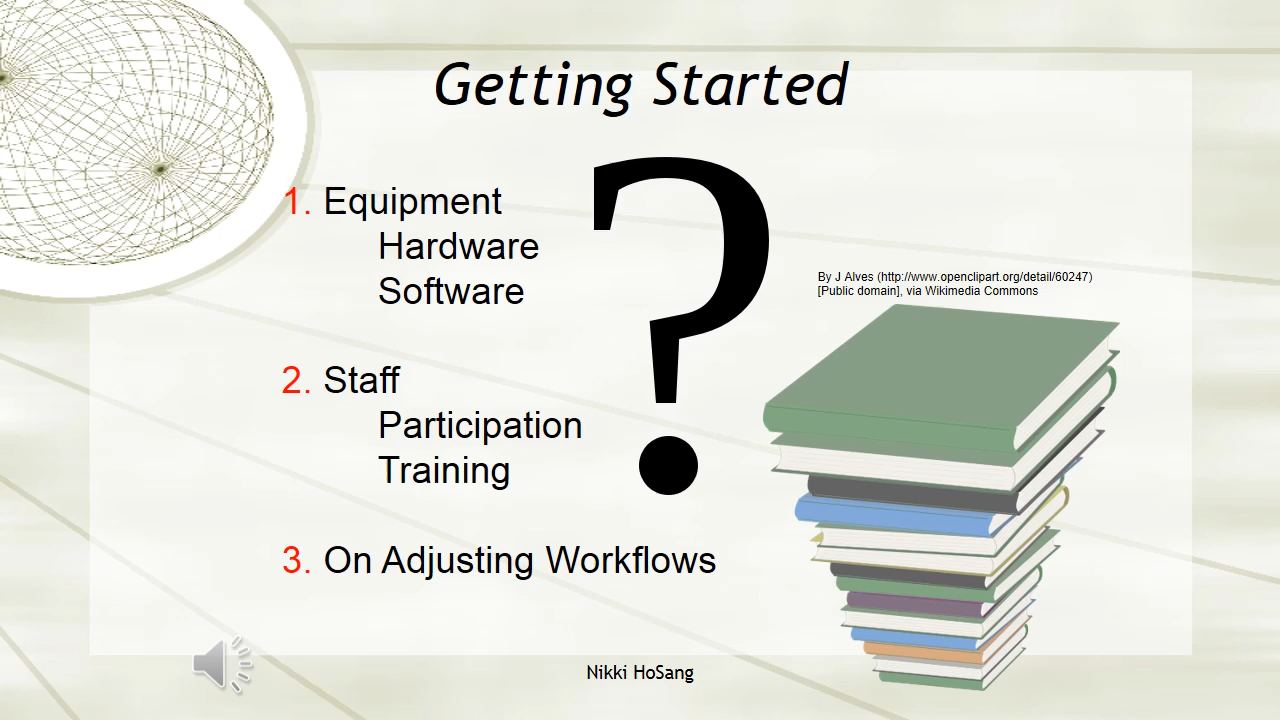 Getting Started
1. Equipment
Hardware
Software
?
2. Staff
Participation
Training
3. On Adjusting Workflows
By J Alves (http://www.openclipart.org/detail/60247)
[Public domain], via Wikimedia Commons
Nikki HoSang